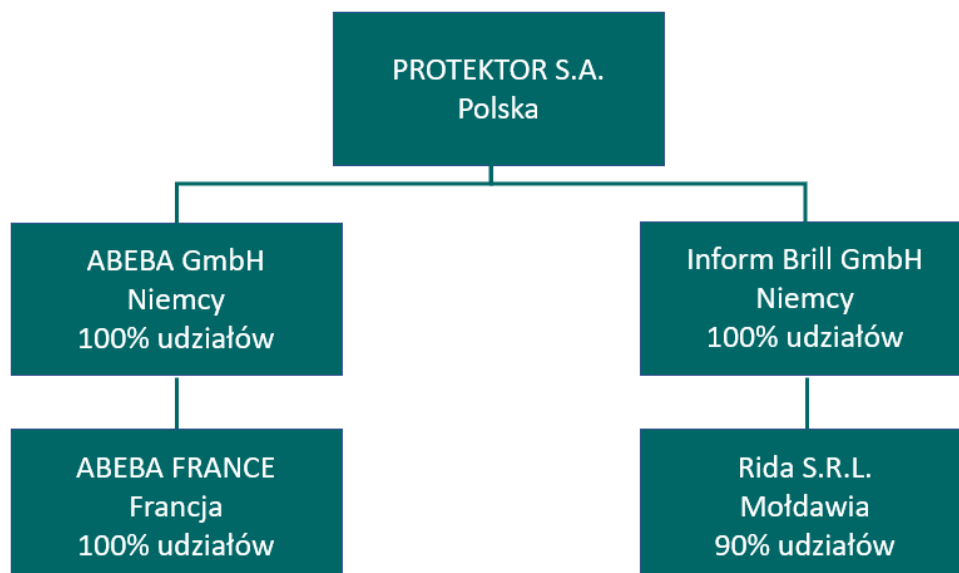 PROTEKTOR S.A.
Polska
ABEBA GmbH
Niemcy
100% udziałów
Inform Brill GmbH
Niemcy
100% udziałów
ABEBA FRANCE
Francja
100% udziałów
Rida S.R.L.
Mołdawia
90% udziałów